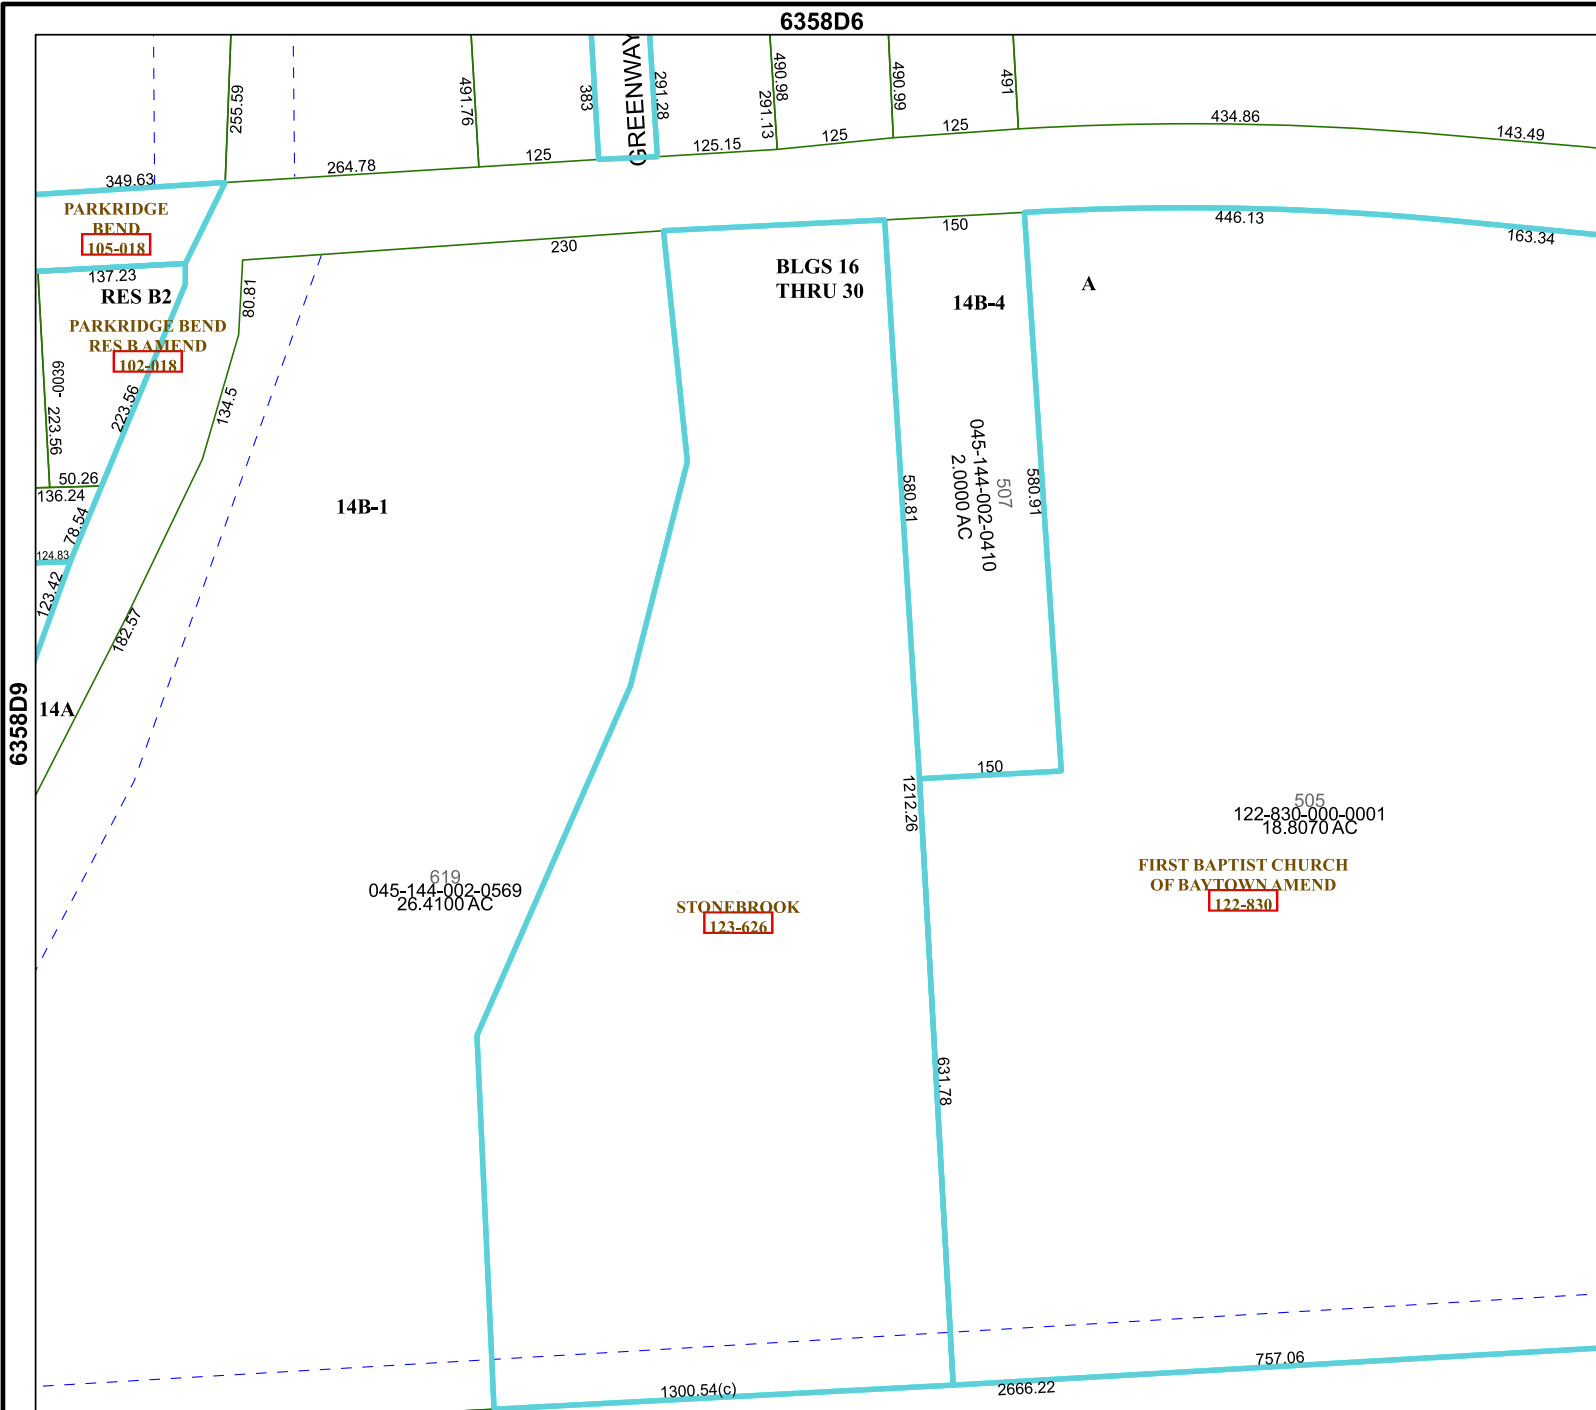 6358D6
GREENWAY
255.59
491.76
383
291.28
490.98
291.13
490.99
491
434.86
143.49
125
125
125.15
125
264.78
349.63
PARKRIDGE
BEND
105-018
150
446.13
163.34
230
137.23
RES B2
80.81
BLGS 16
THRU 30
14B-4
A
PARKRIDGE BEND
RES B AMEND
102-018
-0039
223.56
223.56
134.5
50.26
136.24
78.54
124.83
123.42
182.57
14B-1
580.81
507
045-144-002-0410
2.0000 AC
580.91
6358D9
14A
150
1212.26
505
122-830-000-0001
18.8070 AC
FIRST BAPTIST CHURCH
OF BAYTOWN AMEND
122-830
619
045-144-002-0569
26.4100 AC
STONEBROOK
123-626
631.78
757.06
1300.54(c)
2666.22